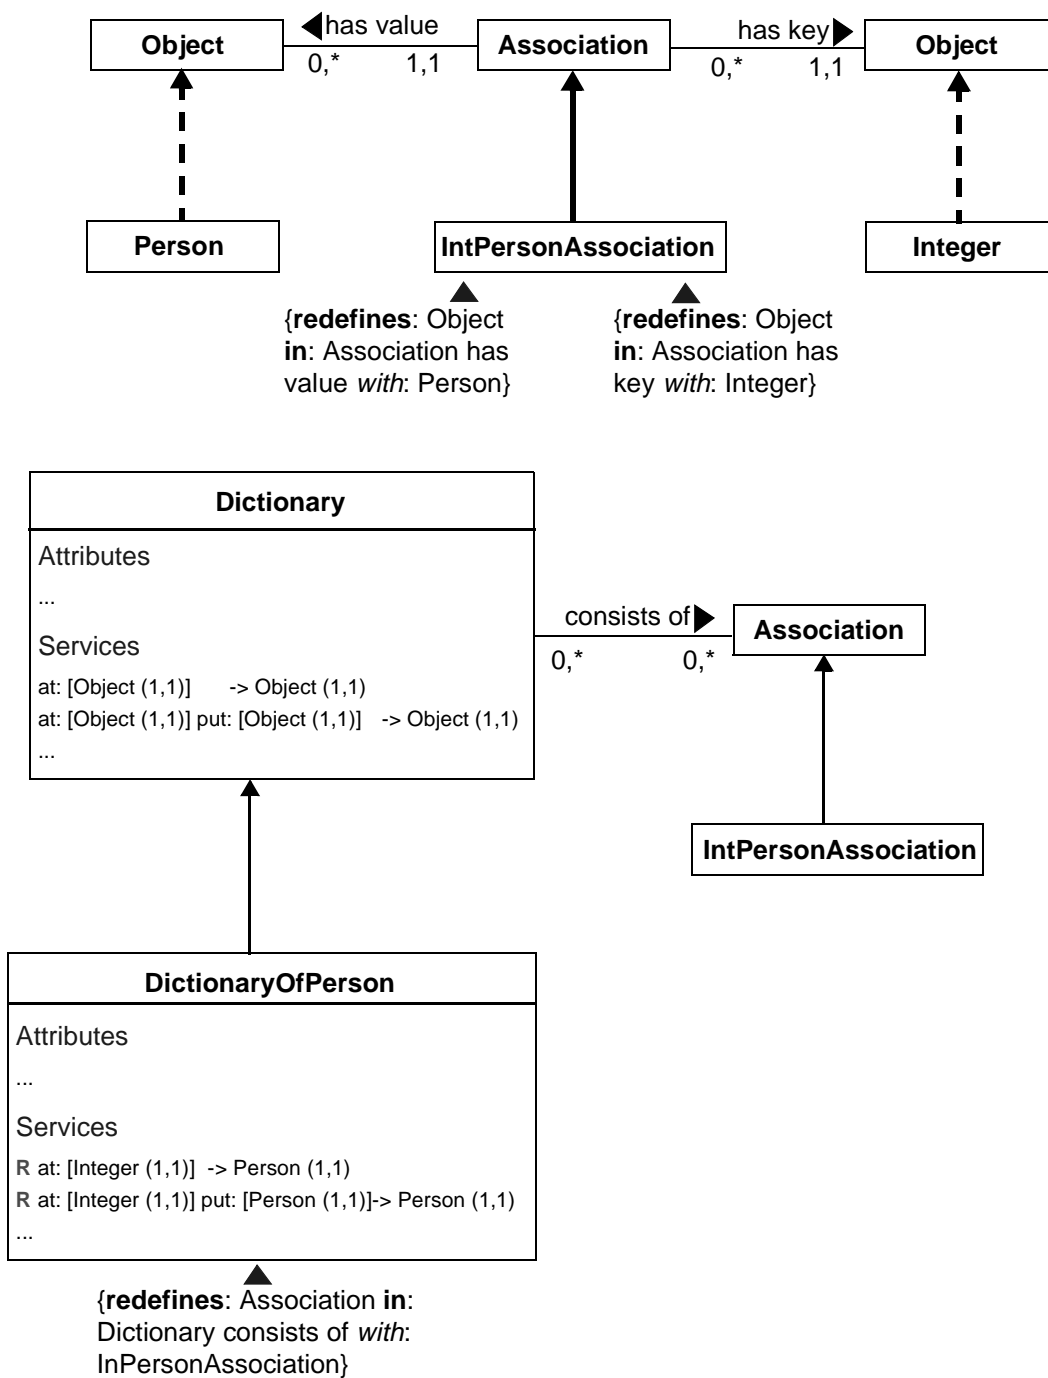 Object
has value
Association
has key
Object
0,*
1,1
0,*
1,1
Person
IntPersonAssociation
Integer
{redefines: Object
in: Association has
value with: Person}
{redefines: Object
in: Association has
key with: Integer}
Dictionary
Attributes
...
Services
at: [Object (1,1)] -> Object (1,1)
at: [Object (1,1)] put: [Object (1,1)] -> Object (1,1)
...
consists of
0,*
0,*
Association
IntPersonAssociation
DictionaryOfPerson
Attributes
...
Services
R at: [Integer (1,1)] -> Person (1,1)
R at: [Integer (1,1)] put: [Person (1,1)]-> Person (1,1)
...
{redefines: Association in:
Dictionary consists of with:
InPersonAssociation}